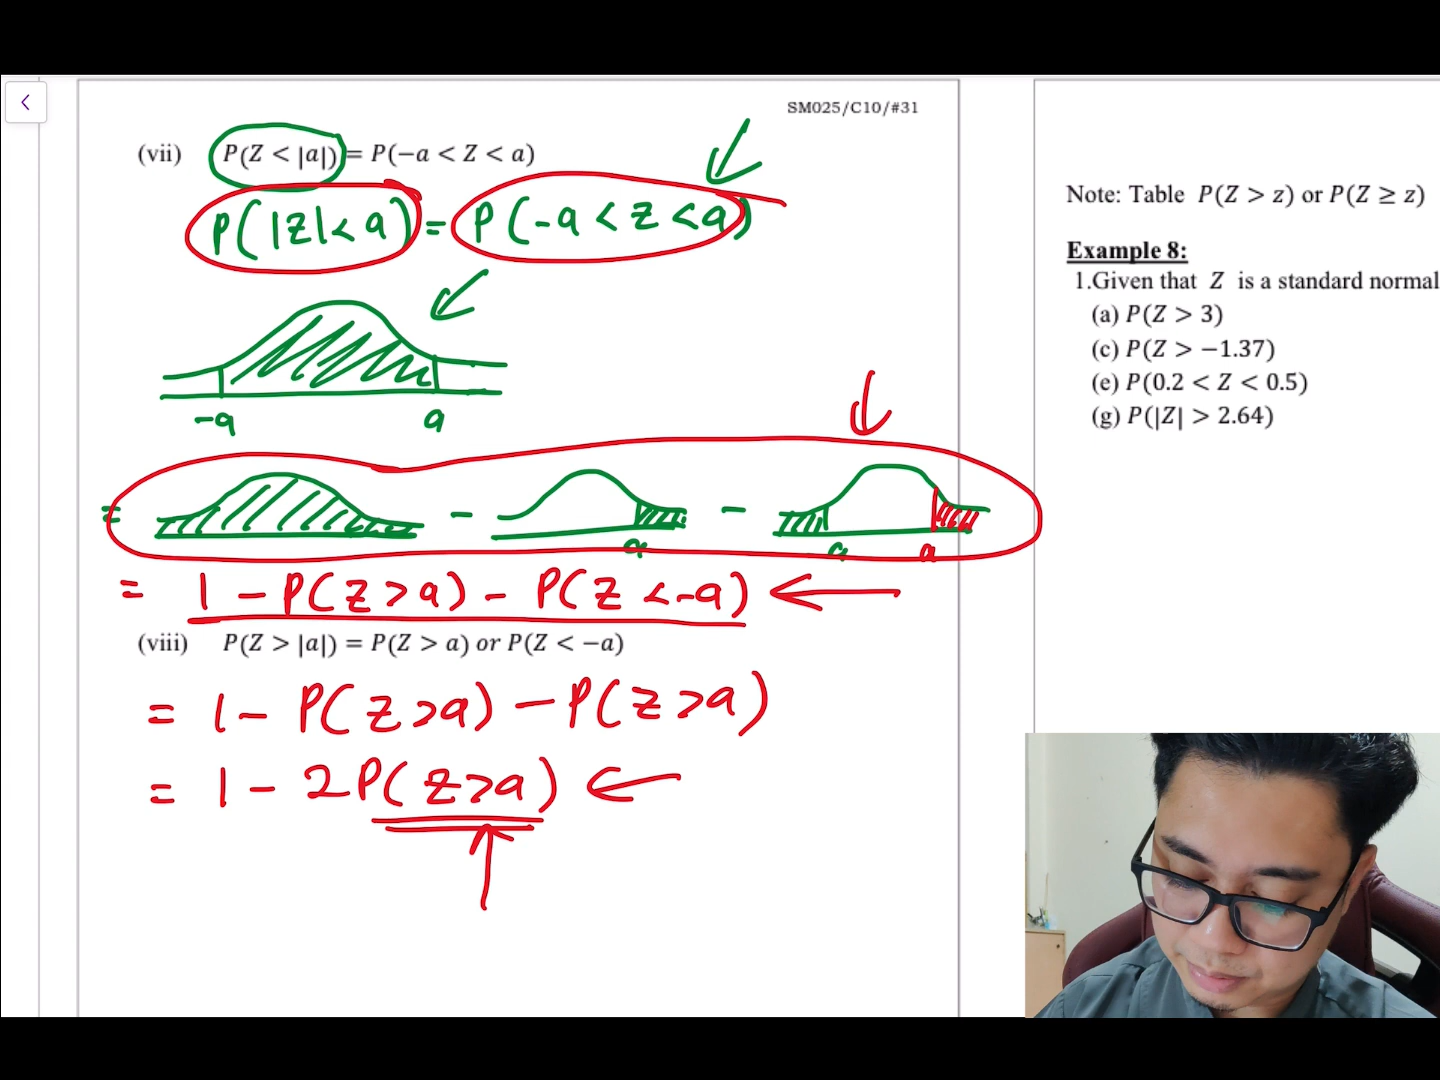 SM025/C10/#31
(vii) P(Z < |a|) = P(−a < Z < a)
P(|Z| < a) = P(-a < Z < a)
-a a
= - -
a a a
= 1 - P(Z > a) - P(Z < -a)
(viii) P(Z > |a|) = P(Z > a) or P(Z < −a)
= 1 - P(Z > a) - P(Z > a)
= 1 - 2P(Z > a)
Note: Table P(Z > z) or P(Z ≥ z)
Example 8:
1.Given that Z is a standard normal
(a) P(Z > 3)
(c) P(Z > −1.37)
(e) P(0.2 < Z < 0.5)
(g) P(|Z| > 2.64)